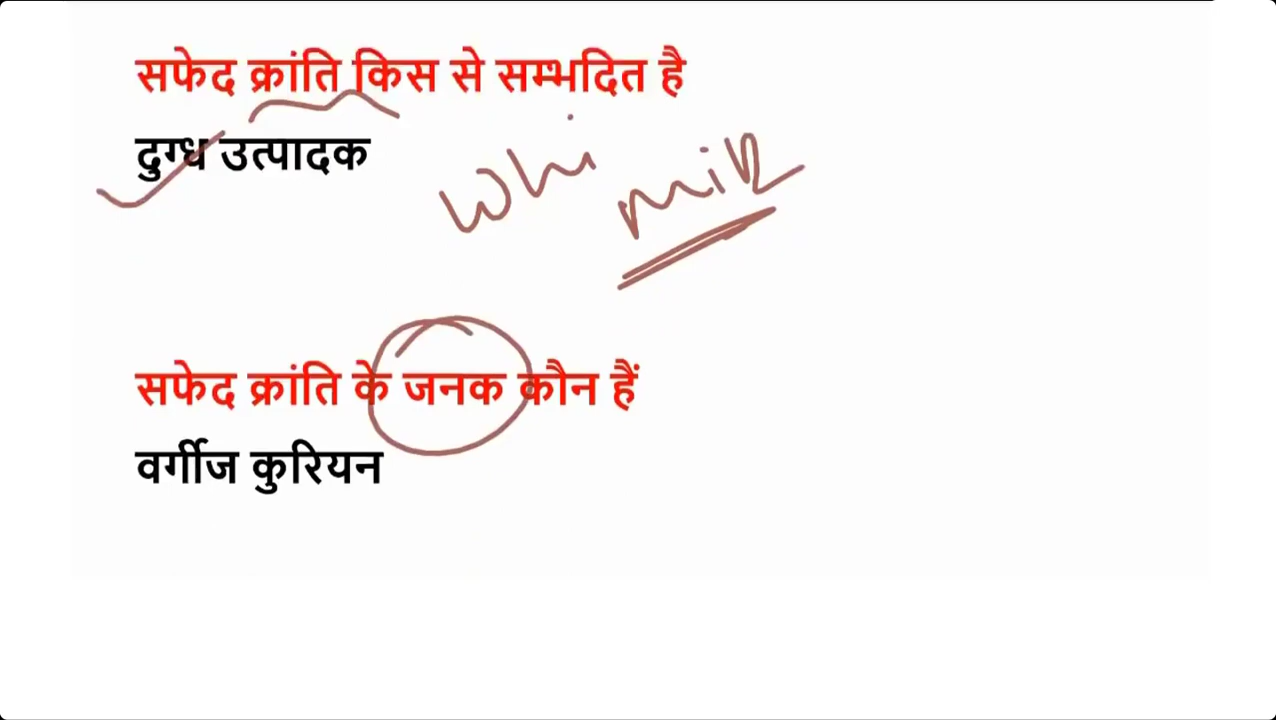 सफेद क्रांति किस से सम्भदित है
दुग्ध उत्पादक
whi
milk
सफेद क्रांति के जनक कौन हैं
वर्गीज कुरियन